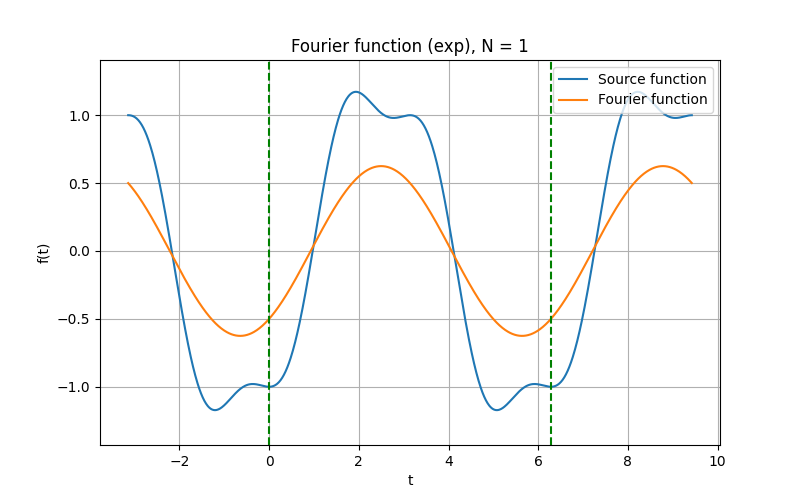 Fourier function (exp), N = 1
Source function
Fourier function
1.0
0.5
0.0
−0.5
−1.0
f(t)
−2
0
2
4
6
8
10
t